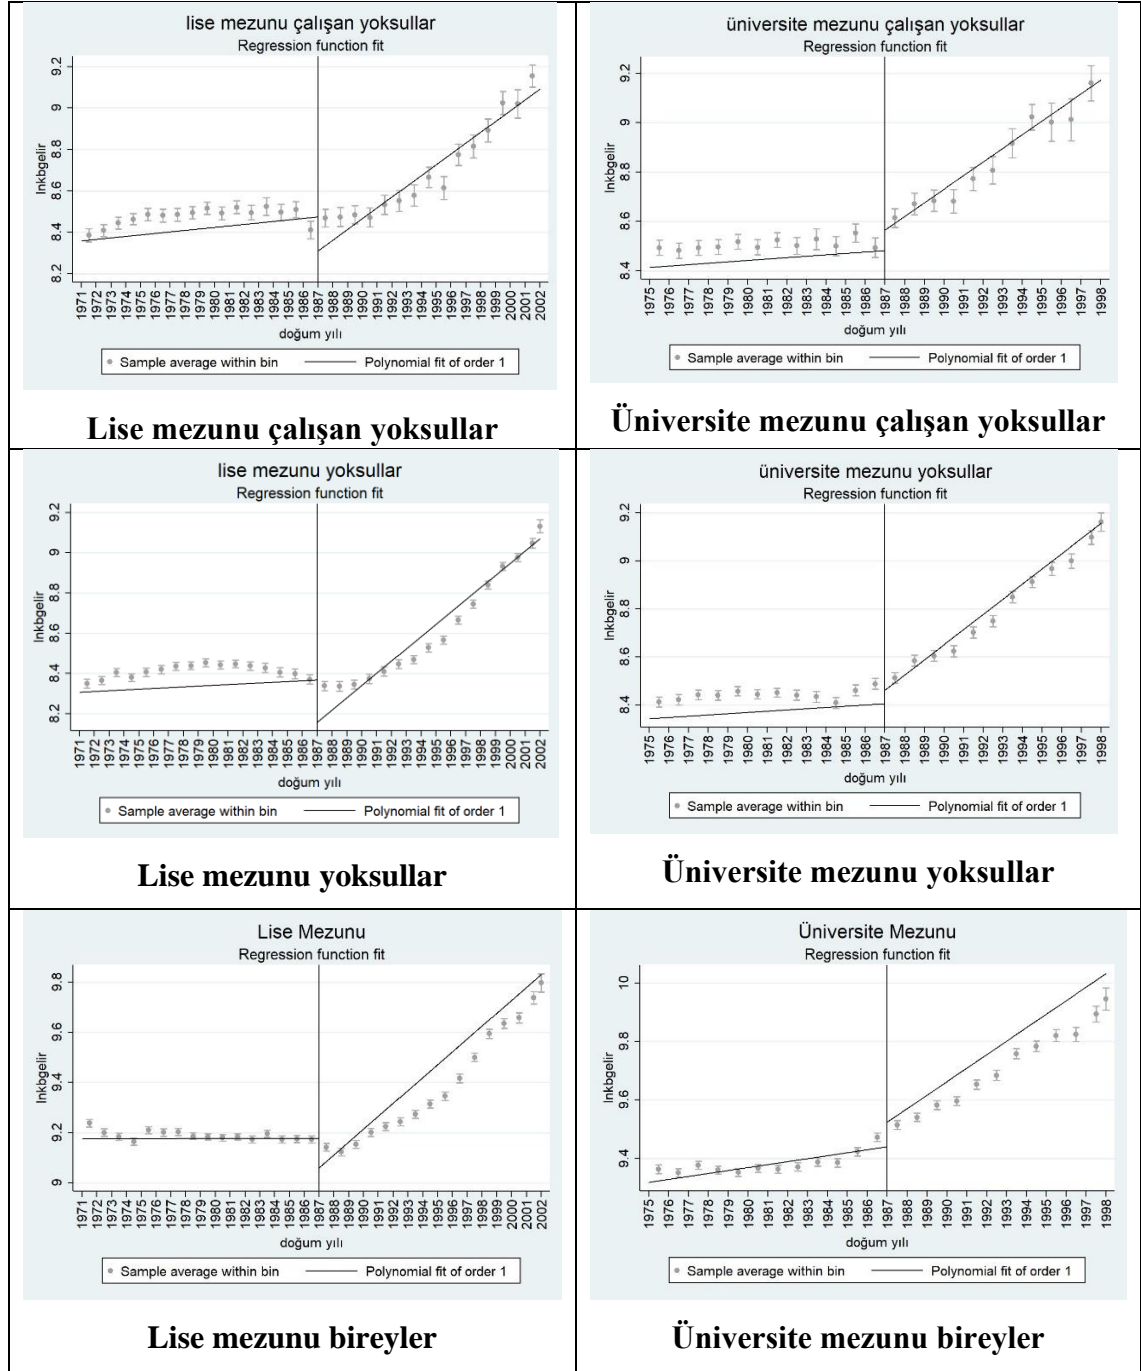 lise mezunu çalışan yoksullar
Regression function fit
lnkbgelir
9.2
9
8.8
8.6
8.4
8.2
1971 1972 1973 1974 1975 1976 1977 1978 1979 1980 1981 1982 1983 1984 1985 1986 1987 1988 1989 1990 1991 1992 1993 1994 1995 1996 1997 1998 1999 2000 2001 2002
doğum yılı
Sample average within bin Polynomial fit of order 1
Lise mezunu çalışan yoksullar
üniversite mezunu çalışan yoksullar
Regression function fit
lnkbgelir
9.2
9
8.8
8.6
8.4
1975 1976 1977 1978 1979 1980 1981 1982 1983 1984 1985 1986 1987 1988 1989 1990 1991 1992 1993 1994 1995 1996 1997 1998
doğum yılı
Sample average within bin Polynomial fit of order 1
Üniversite mezunu çalışan yoksullar
lise mezunu yoksullar
Regression function fit
lnkbgelir
9.2
9
8.8
8.6
8.4
8.2
1971 1972 1973 1974 1975 1976 1977 1978 1979 1980 1981 1982 1983 1984 1985 1986 1987 1988 1989 1990 1991 1992 1993 1994 1995 1996 1997 1998 1999 2000 2001 2002
doğum yılı
Sample average within bin Polynomial fit of order 1
Lise mezunu yoksullar
üniversite mezunu yoksullar
Regression function fit
lnkbgelir
9.2
9
8.8
8.6
8.4
1975 1976 1977 1978 1979 1980 1981 1982 1983 1984 1985 1986 1987 1988 1989 1990 1991 1992 1993 1994 1995 1996 1997 1998
doğum yılı
Sample average within bin Polynomial fit of order 1
Üniversite mezunu yoksullar
Lise Mezunu
Regression function fit
lnkbgelir
9.8
9.6
9.4
9.2
9
1971 1972 1973 1974 1975 1976 1977 1978 1979 1980 1981 1982 1983 1984 1985 1986 1987 1988 1989 1990 1991 1992 1993 1994 1995 1996 1997 1998 1999 2000 2001 2002
doğum yılı
Sample average within bin Polynomial fit of order 1
Lise mezunu bireyler
Üniversite Mezunu
Regression function fit
lnkbgelir
10
9.8
9.6
9.4
1975 1976 1977 1978 1979 1980 1981 1982 1983 1984 1985 1986 1987 1988 1989 1990 1991 1992 1993 1994 1995 1996 1997 1998
doğum yılı
Sample average within bin Polynomial fit of order 1
Üniversite mezunu bireyler